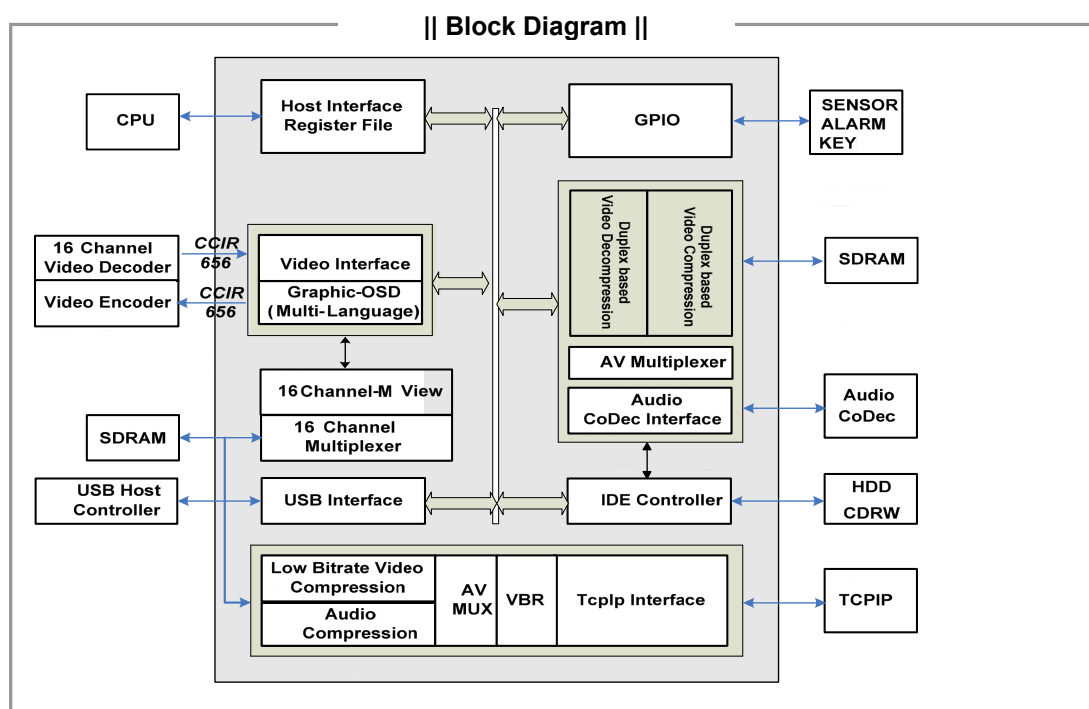 || Block Diagram ||
CPU
Host Interface
Register File
GPIO
SENSOR
ALARM
KEY
16 Channel
Video Decoder
Video Encoder
CCIR
656
CCIR
656
Video Interface
Graphic-OSD
(Multi-Language)
Duplex based
Video Decompression
Duplex based
Video Compression
SDRAM
AV Multiplexer
Audio
CoDec Interface
Audio
CoDec
16Channel-M View
16 Channel
Multiplexer
SDRAM
USB Host
Controller
USB Interface
IDE Controller
HDD
CDRW
Low Bitrate Video
Compression
Audio
Compression
AV
MUX
VBR
TcpIp Interface
TCPIP